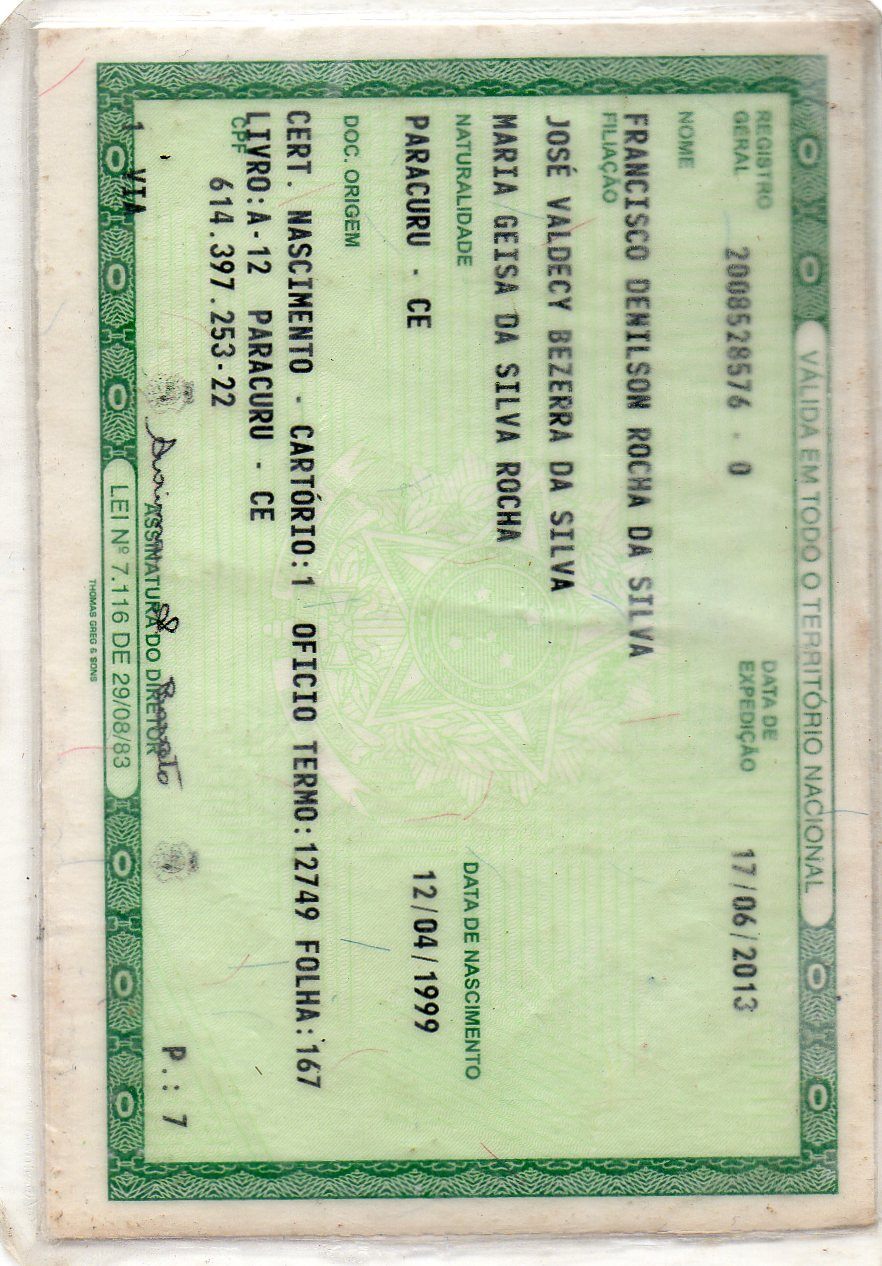 VÁLIDA EM TODO O TERRITÓRIO NACIONAL
REGISTRO GERAL 2008528576 - 0 DATA DE EXPEDIÇÃO 17/06/2013
NOME
FRANCISCO DENILSON ROCHA DA SILVA
FILIAÇÃO
JOSÉ VALDECY BEZERRA DA SILVA
MARIA GEISA DA SILVA ROCHA
NATURALIDADE DATA DE NASCIMENTO
PARACURU - CE 12/04/1999
DOC. ORIGEM
CERT. NASCIMENTO - CARTÓRIO:1 OFICIO TERMO:12749 FOLHA:167
LIVRO:A-12 PARACURU - CE
CPF
614.397.253-22
ASSINATURA DO DIRETOR
P.: 7
1 VIA
LEI Nº 7.116 DE 29/08/83
THOMAS GREG & SONS